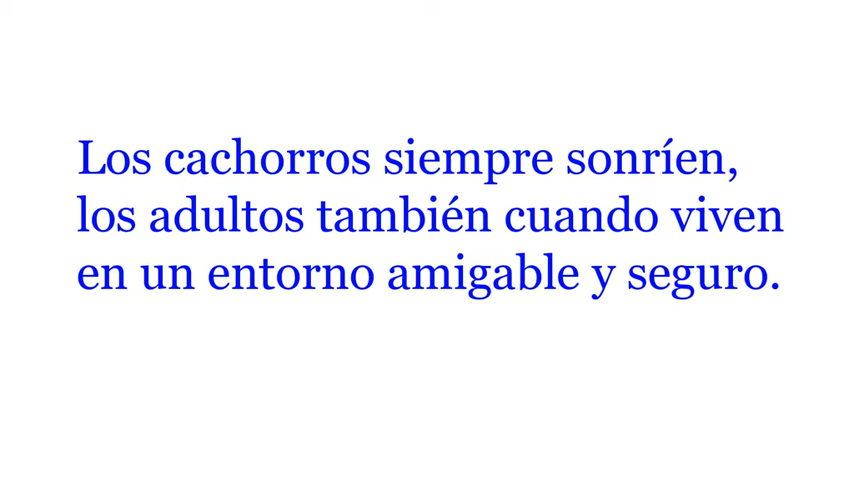 Los cachorros siempre sonríen,
los adultos también cuando viven
en un entorno amigable y seguro.